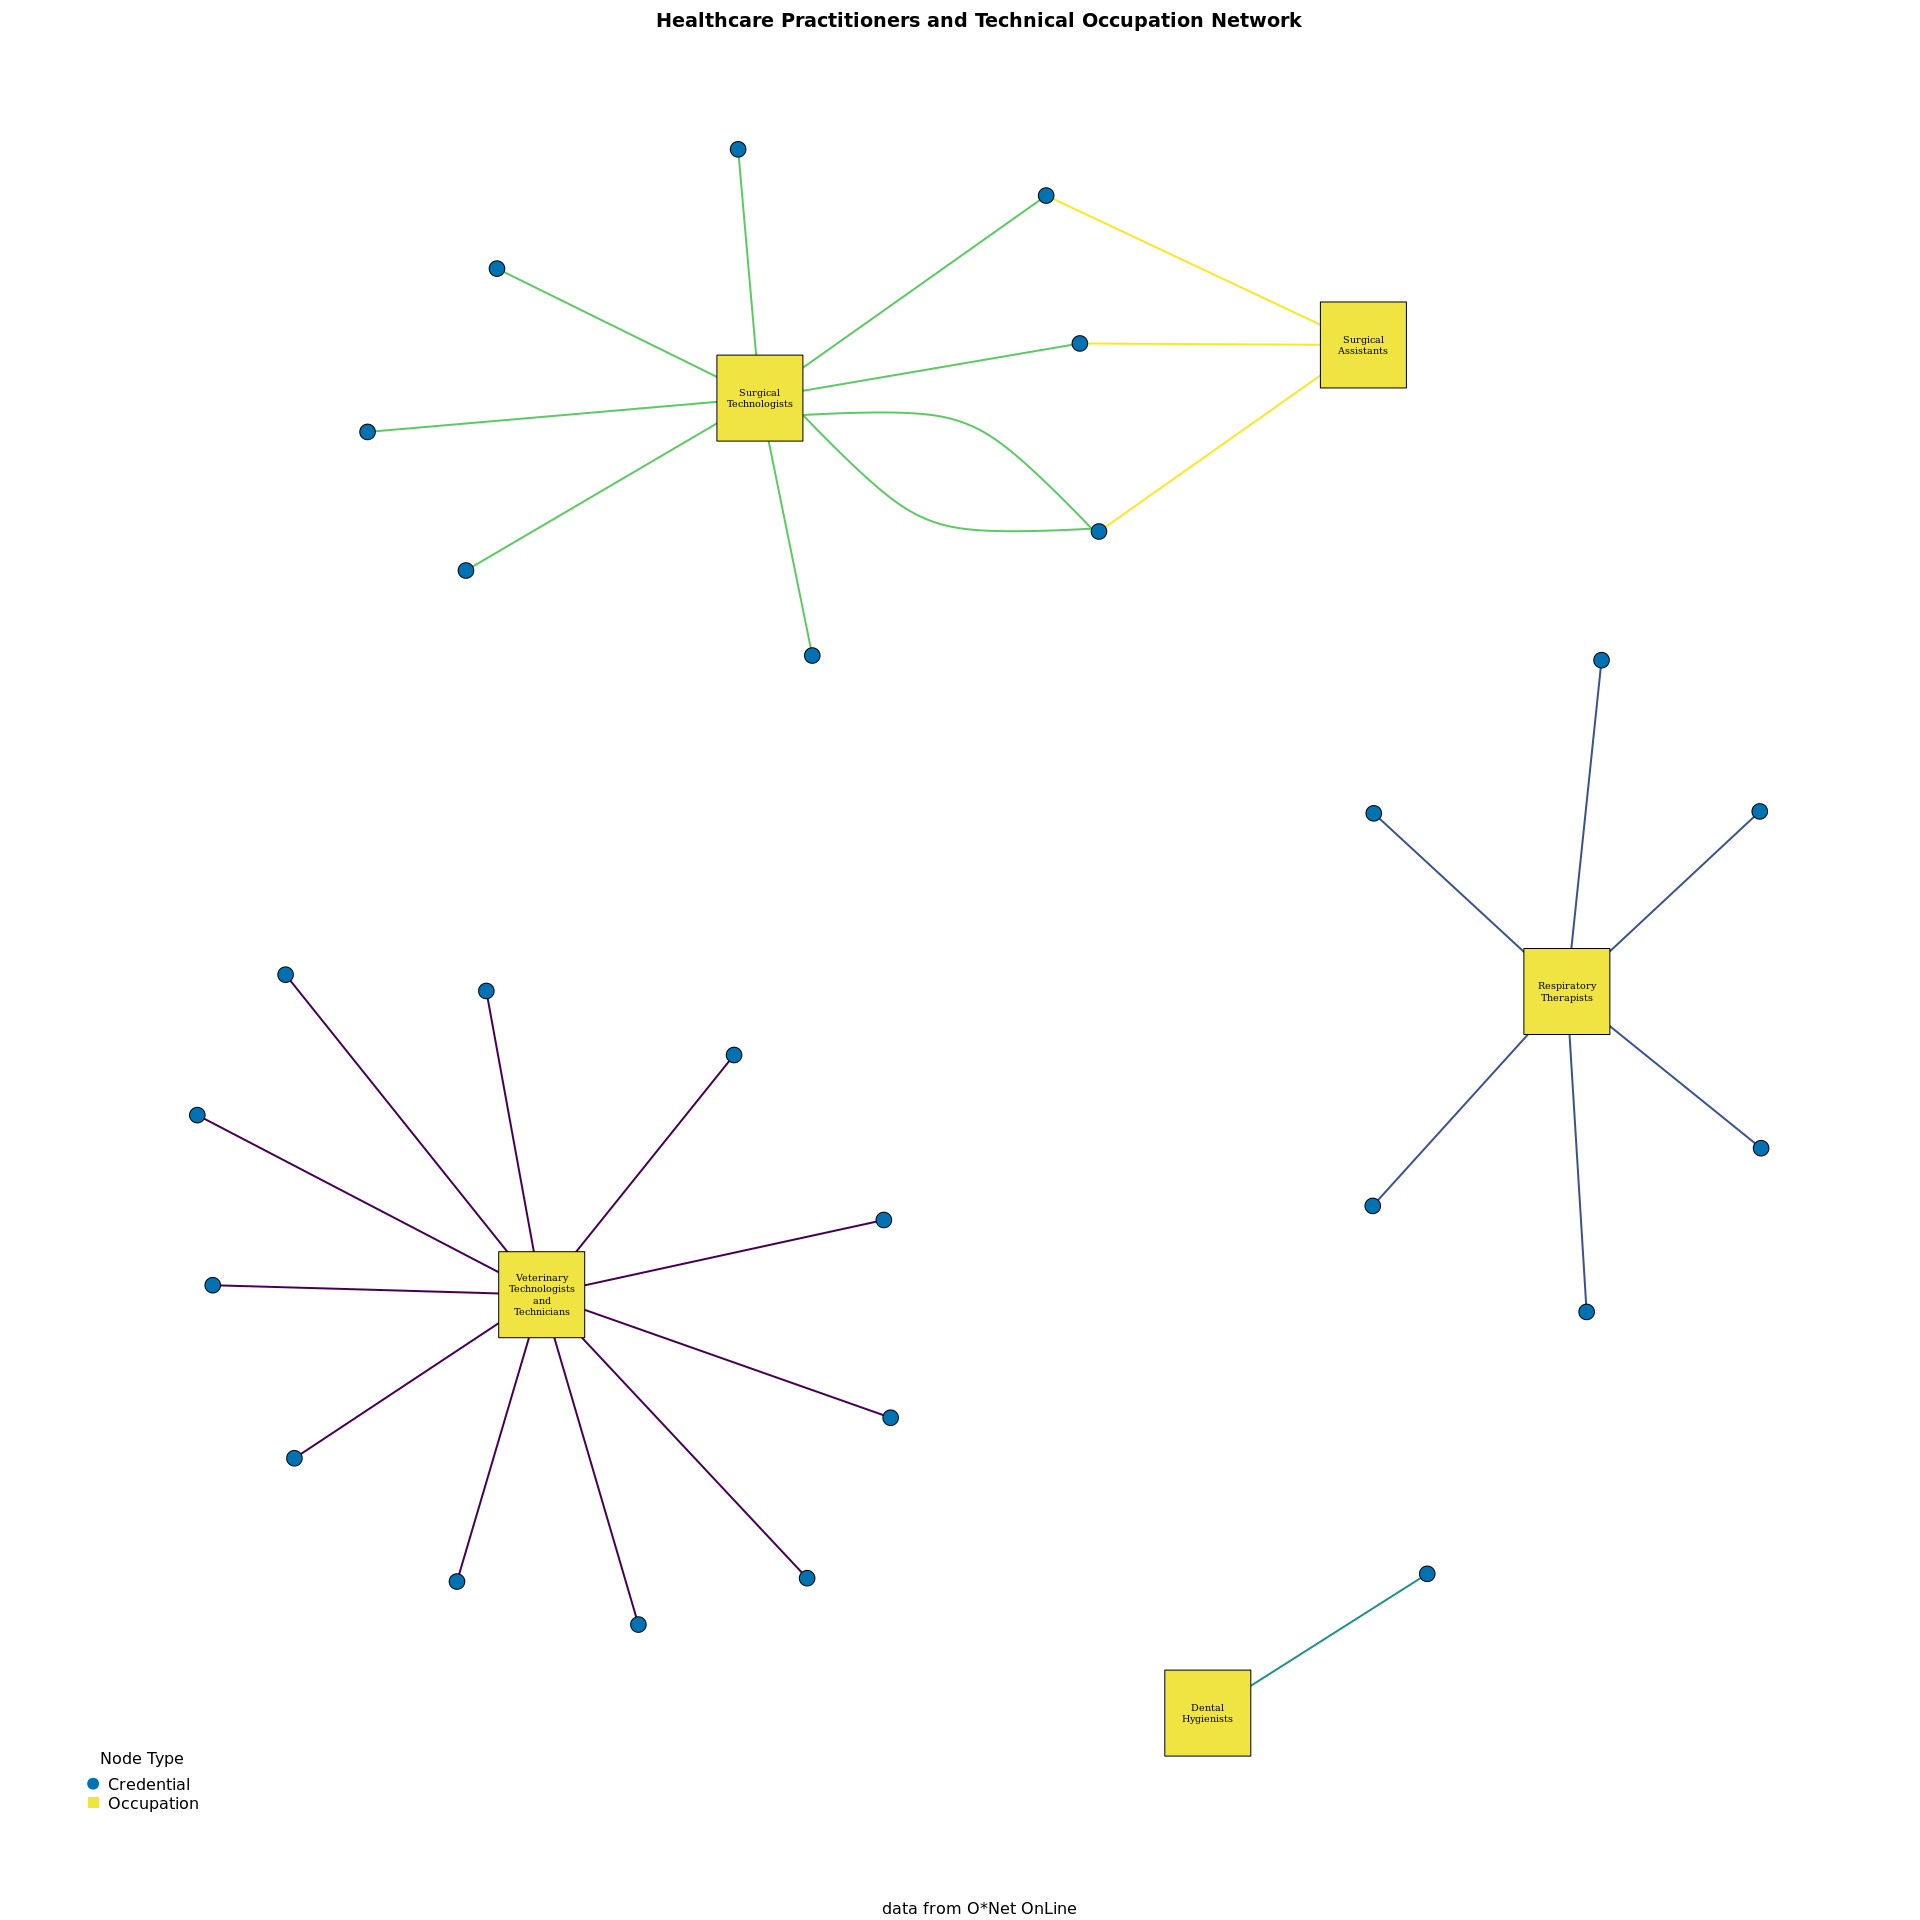 Healthcare Practitioners and Technical Occupation Network
Surgical
Assistants
Surgical
Technologists
Respiratory
Therapists
Veterinary
Technologists
and
Technicians
Dental
Hygienists
Node Type
Credential
Occupation
data from O*Net OnLine